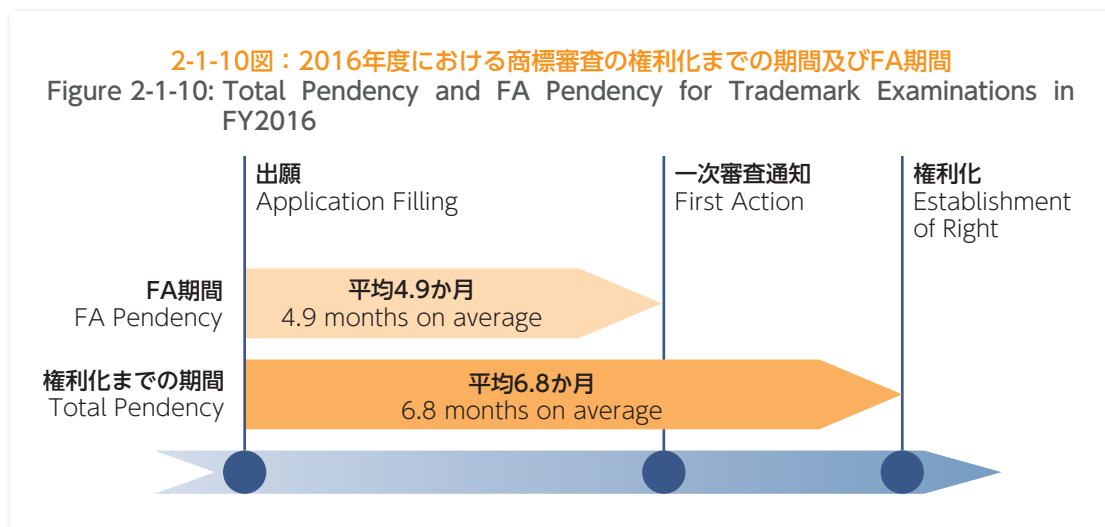 2-1-10図：2016年度における商標審査の権利化までの期間及びFA期間
Figure 2-1-10: Total Pendency and FA Pendency for Trademark Examinations in
FY2016
出願
Application Filling
一次審査通知
First Action
権利化
Establishment
of Right
FA期間
FA Pendency
平均4.9か月
4.9 months on average
権利化までの期間
Total Pendency
平均6.8か月
6.8 months on average